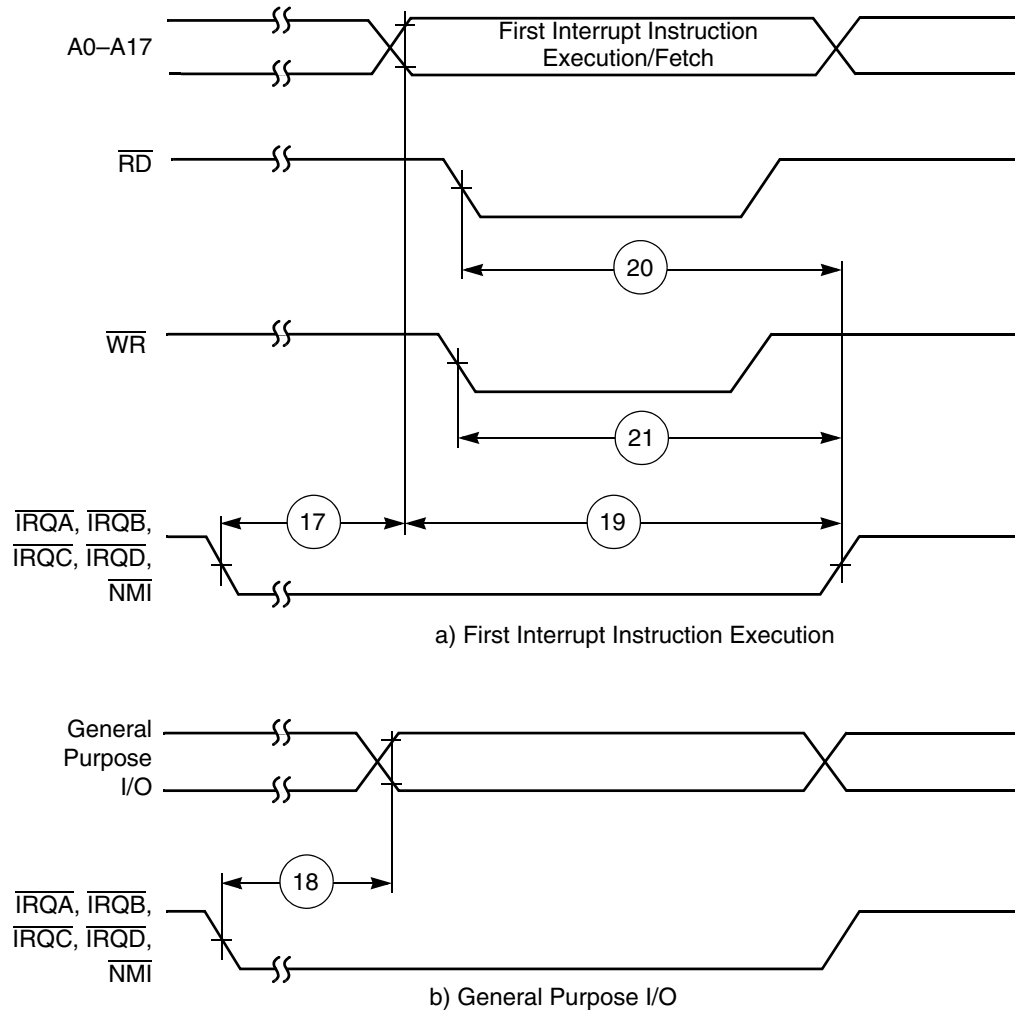 A0–A17
First Interrupt Instruction
Execution/Fetch
RD
20
WR
21
IRQA, IRQB,
IRQC, IRQD,
NMI
17
19
a) First Interrupt Instruction Execution
General
Purpose
I/O
18
IRQA, IRQB,
IRQC, IRQD,
NMI
b) General Purpose I/O